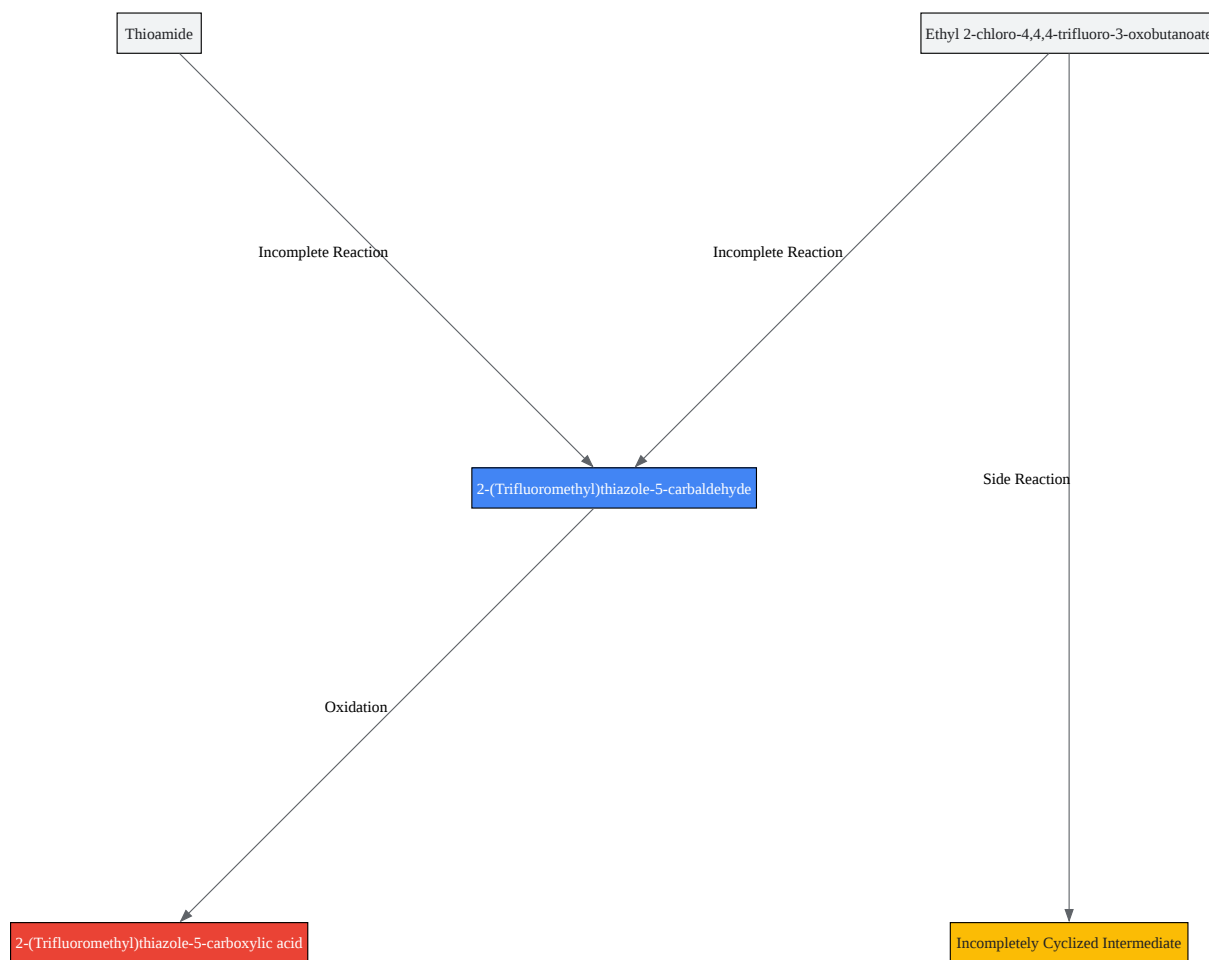 Thioamide
Ethyl 2-chloro-4,4,4-trifluoro-3-oxobutanoate
Incomplete Reaction
Incomplete Reaction
2-(Trifluoromethyl)thiazole-5-carbaldehyde
Side Reaction
Oxidation
2-(Trifluoromethyl)thiazole-5-carboxylic acid
Incompletely Cyclized Intermediate